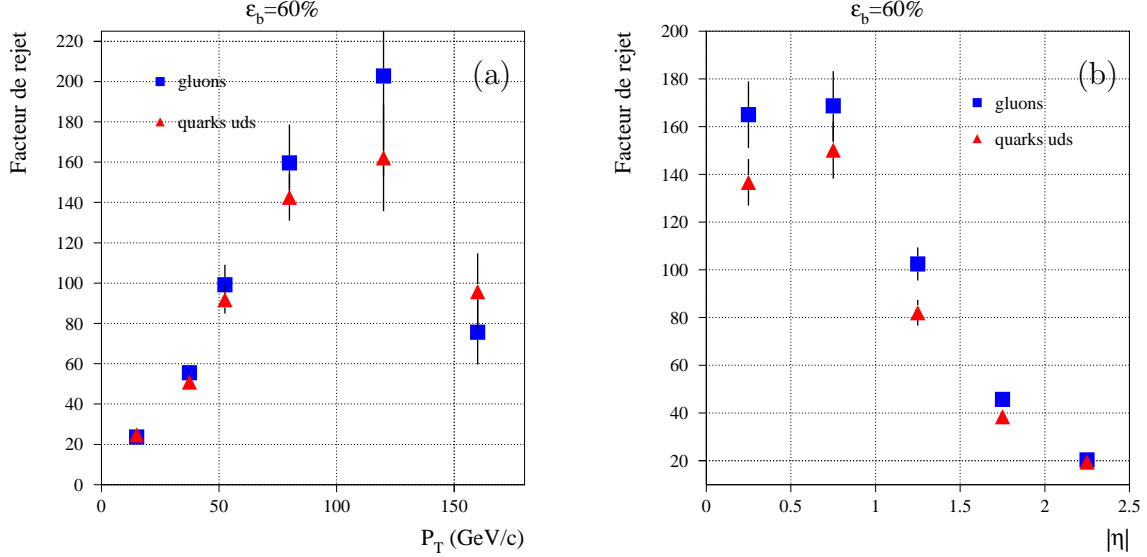 ε_b=60%
Facteur de rejet
(a)
gluons
quarks uds
220
200
180
160
140
120
100
80
60
40
20
0
0 50 100 150
P_T (GeV/c)
ε_b=60%
Facteur de rejet
(b)
gluons
quarks uds
200
180
160
140
120
100
80
60
40
20
0 0.5 1 1.5 2 2.5
|η|